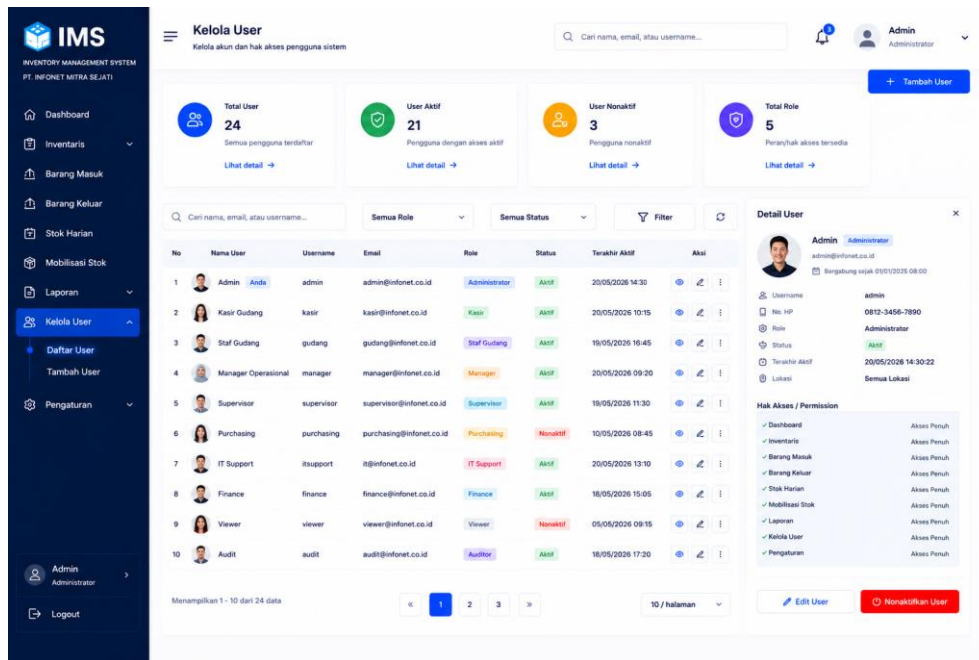 IMS
INVENTORY MANAGEMENT SYSTEM
PT. INFONET MITRA SEJATI
Dashboard
Inventaris
Barang Masuk
Barang Keluar
Stok Harian
Mobilisasi Stok
Laporan
Kelola User
Daftar User
Tambah User
Pengaturan
Admin
Administrator
Logout
Kelola User
Kelola akun dan hak akses pengguna sistem
Cari nama, email, atau username...
3
Admin
Administrator
+ Tambah User
Total User
24
Semua pengguna terdaftar
Lihat detail →
User Aktif
21
Pengguna dengan akses aktif
Lihat detail →
User Nonaktif
3
Pengguna nonaktif
Lihat detail →
Total Role
5
Peran/hak akses tersedia
Lihat detail →
Cari nama, email, atau username...
Semua Role
Semua Status
Filter
No Nama User Username Email Role Status Terakhir Aktif Aksi
1 Admin Anda admin admin@infonet.co.id Administrator Aktif 20/05/2026 14:30
2 Kasir Gudang kasir kasir@infonet.co.id Kasir Aktif 20/05/2026 10:15
3 Staf Gudang gudang gudang@infonet.co.id Staf Gudang Aktif 19/05/2026 16:45
4 Manager Operasional manager manager@infonet.co.id Manager Aktif 20/05/2026 09:20
5 Supervisor supervisor supervisor@infonet.co.id Supervisor Aktif 19/05/2026 11:30
6 Purchasing purchasing purchasing@infonet.co.id Purchasing Nonaktif 10/05/2026 08:45
7 IT Support itsupport it@infonet.co.id IT Support Aktif 20/05/2026 13:10
8 Finance finance finance@infonet.co.id Finance Aktif 18/05/2026 15:05
9 Viewer viewer viewer@infonet.co.id Viewer Nonaktif 05/05/2026 09:15
10 Audit audit audit@infonet.co.id Auditor Aktif 18/05/2026 17:20
Menampilkan 1 - 10 dari 24 data
« 1 2 3 »
10 / halaman
Detail User
Admin Administrator
admin@infonet.co.id
Bergabung sejak 01/01/2025 08:00
Username admin
No. HP 0812-3456-7890
Role Administrator
Status Aktif
Terakhir Aktif 20/05/2026 14:30:22
Lokasi Semua Lokasi
Hak Akses / Permission
✓ Dashboard Akses Penuh
✓ Inventaris Akses Penuh
✓ Barang Masuk Akses Penuh
✓ Barang Keluar Akses Penuh
✓ Stok Harian Akses Penuh
✓ Mobilisasi Stok Akses Penuh
✓ Laporan Akses Penuh
✓ Kelola User Akses Penuh
✓ Pengaturan Akses Penuh
Edit User
Nonaktifkan User